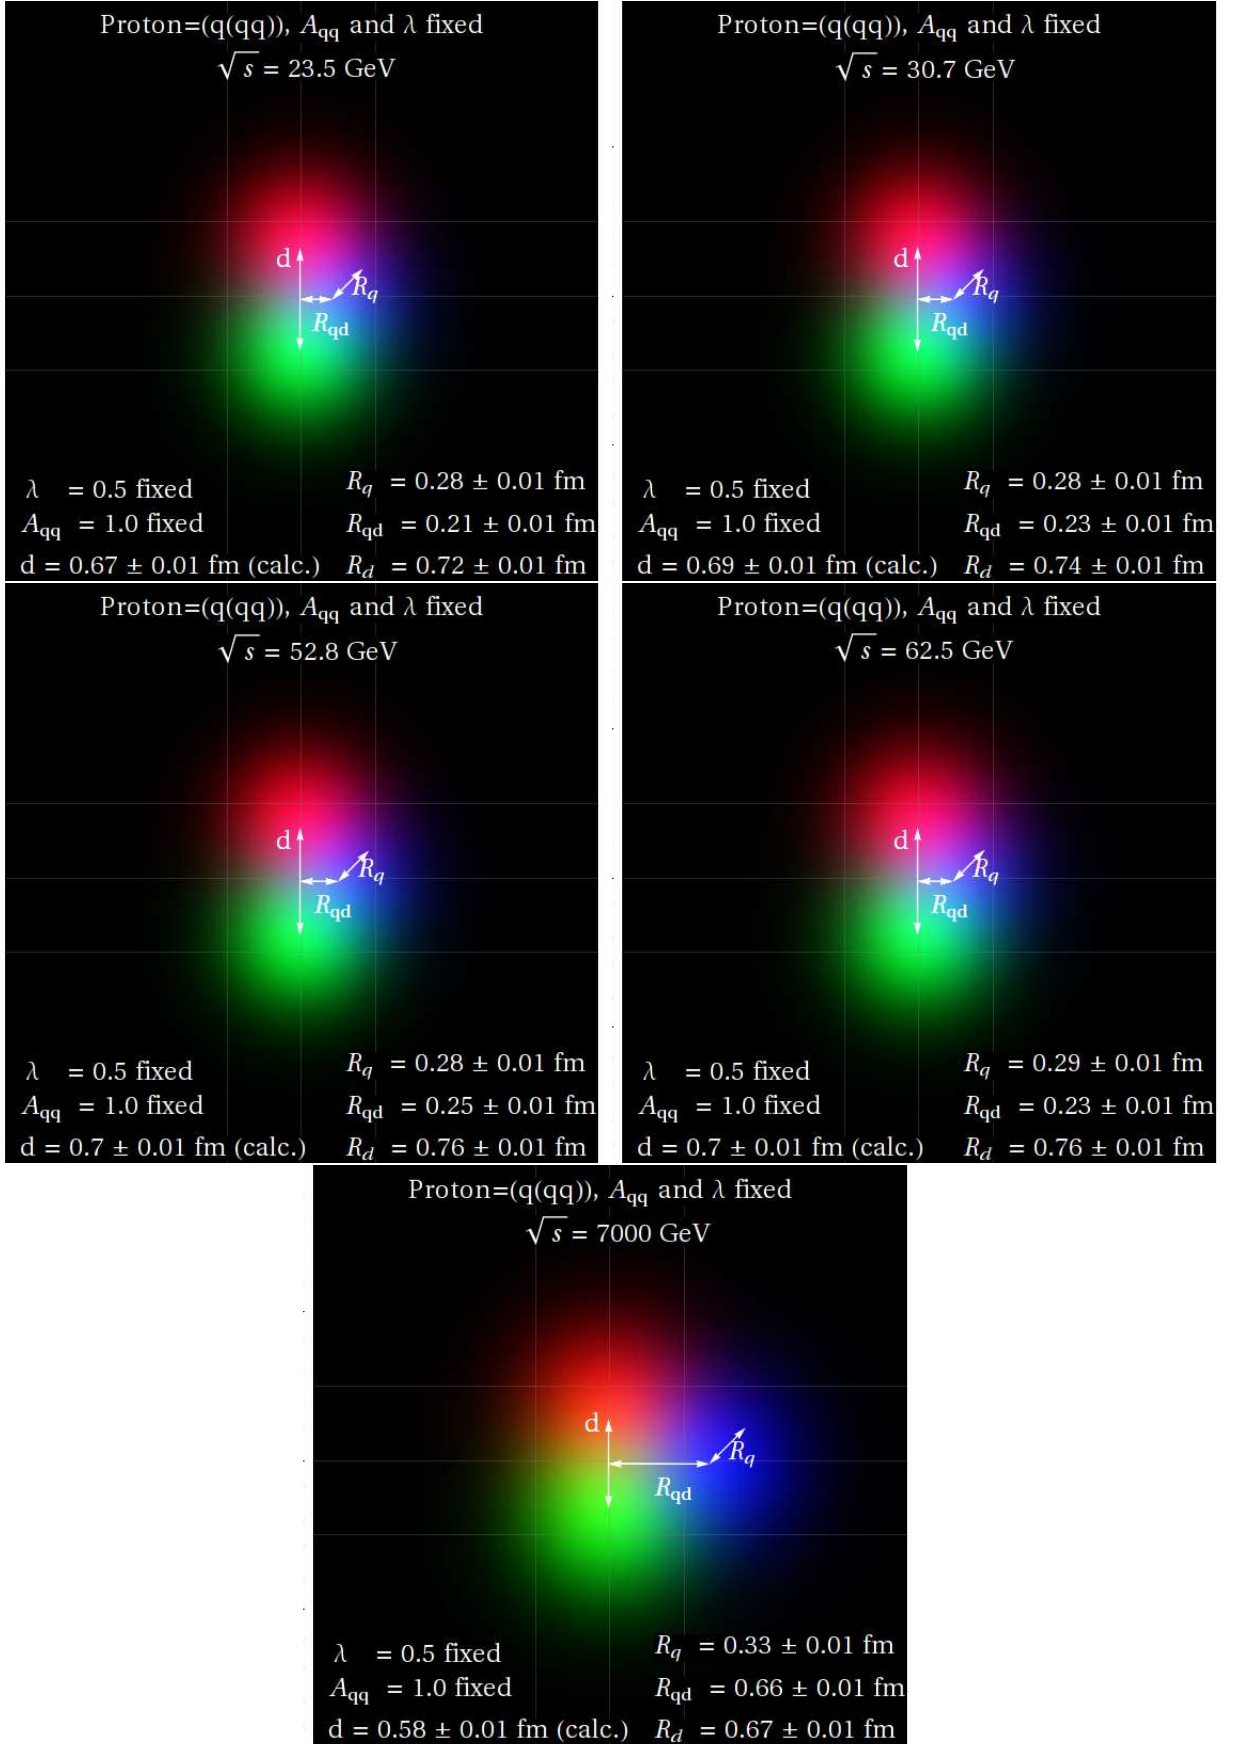 Proton=(q(qq)), A_qq and λ fixed
√s = 23.5 GeV
d
R_q
R_qd
λ = 0.5 fixed
R_q = 0.28 ± 0.01 fm
A_qq = 1.0 fixed
R_qd = 0.21 ± 0.01 fm
d = 0.67 ± 0.01 fm (calc.)
R_d = 0.72 ± 0.01 fm
Proton=(q(qq)), A_qq and λ fixed
√s = 30.7 GeV
d
R_q
R_qd
λ = 0.5 fixed
R_q = 0.28 ± 0.01 fm
A_qq = 1.0 fixed
R_qd = 0.23 ± 0.01 fm
d = 0.69 ± 0.01 fm (calc.)
R_d = 0.74 ± 0.01 fm
Proton=(q(qq)), A_qq and λ fixed
√s = 52.8 GeV
d
R_q
R_qd
λ = 0.5 fixed
R_q = 0.28 ± 0.01 fm
A_qq = 1.0 fixed
R_qd = 0.25 ± 0.01 fm
d = 0.7 ± 0.01 fm (calc.)
R_d = 0.76 ± 0.01 fm
Proton=(q(qq)), A_qq and λ fixed
√s = 62.5 GeV
d
R_q
R_qd
λ = 0.5 fixed
R_q = 0.29 ± 0.01 fm
A_qq = 1.0 fixed
R_qd = 0.23 ± 0.01 fm
d = 0.7 ± 0.01 fm (calc.)
R_d = 0.76 ± 0.01 fm
Proton=(q(qq)), A_qq and λ fixed
√s = 7000 GeV
d
R_q
R_qd
λ = 0.5 fixed
R_q = 0.33 ± 0.01 fm
A_qq = 1.0 fixed
R_qd = 0.66 ± 0.01 fm
d = 0.58 ± 0.01 fm (calc.)
R_d = 0.67 ± 0.01 fm